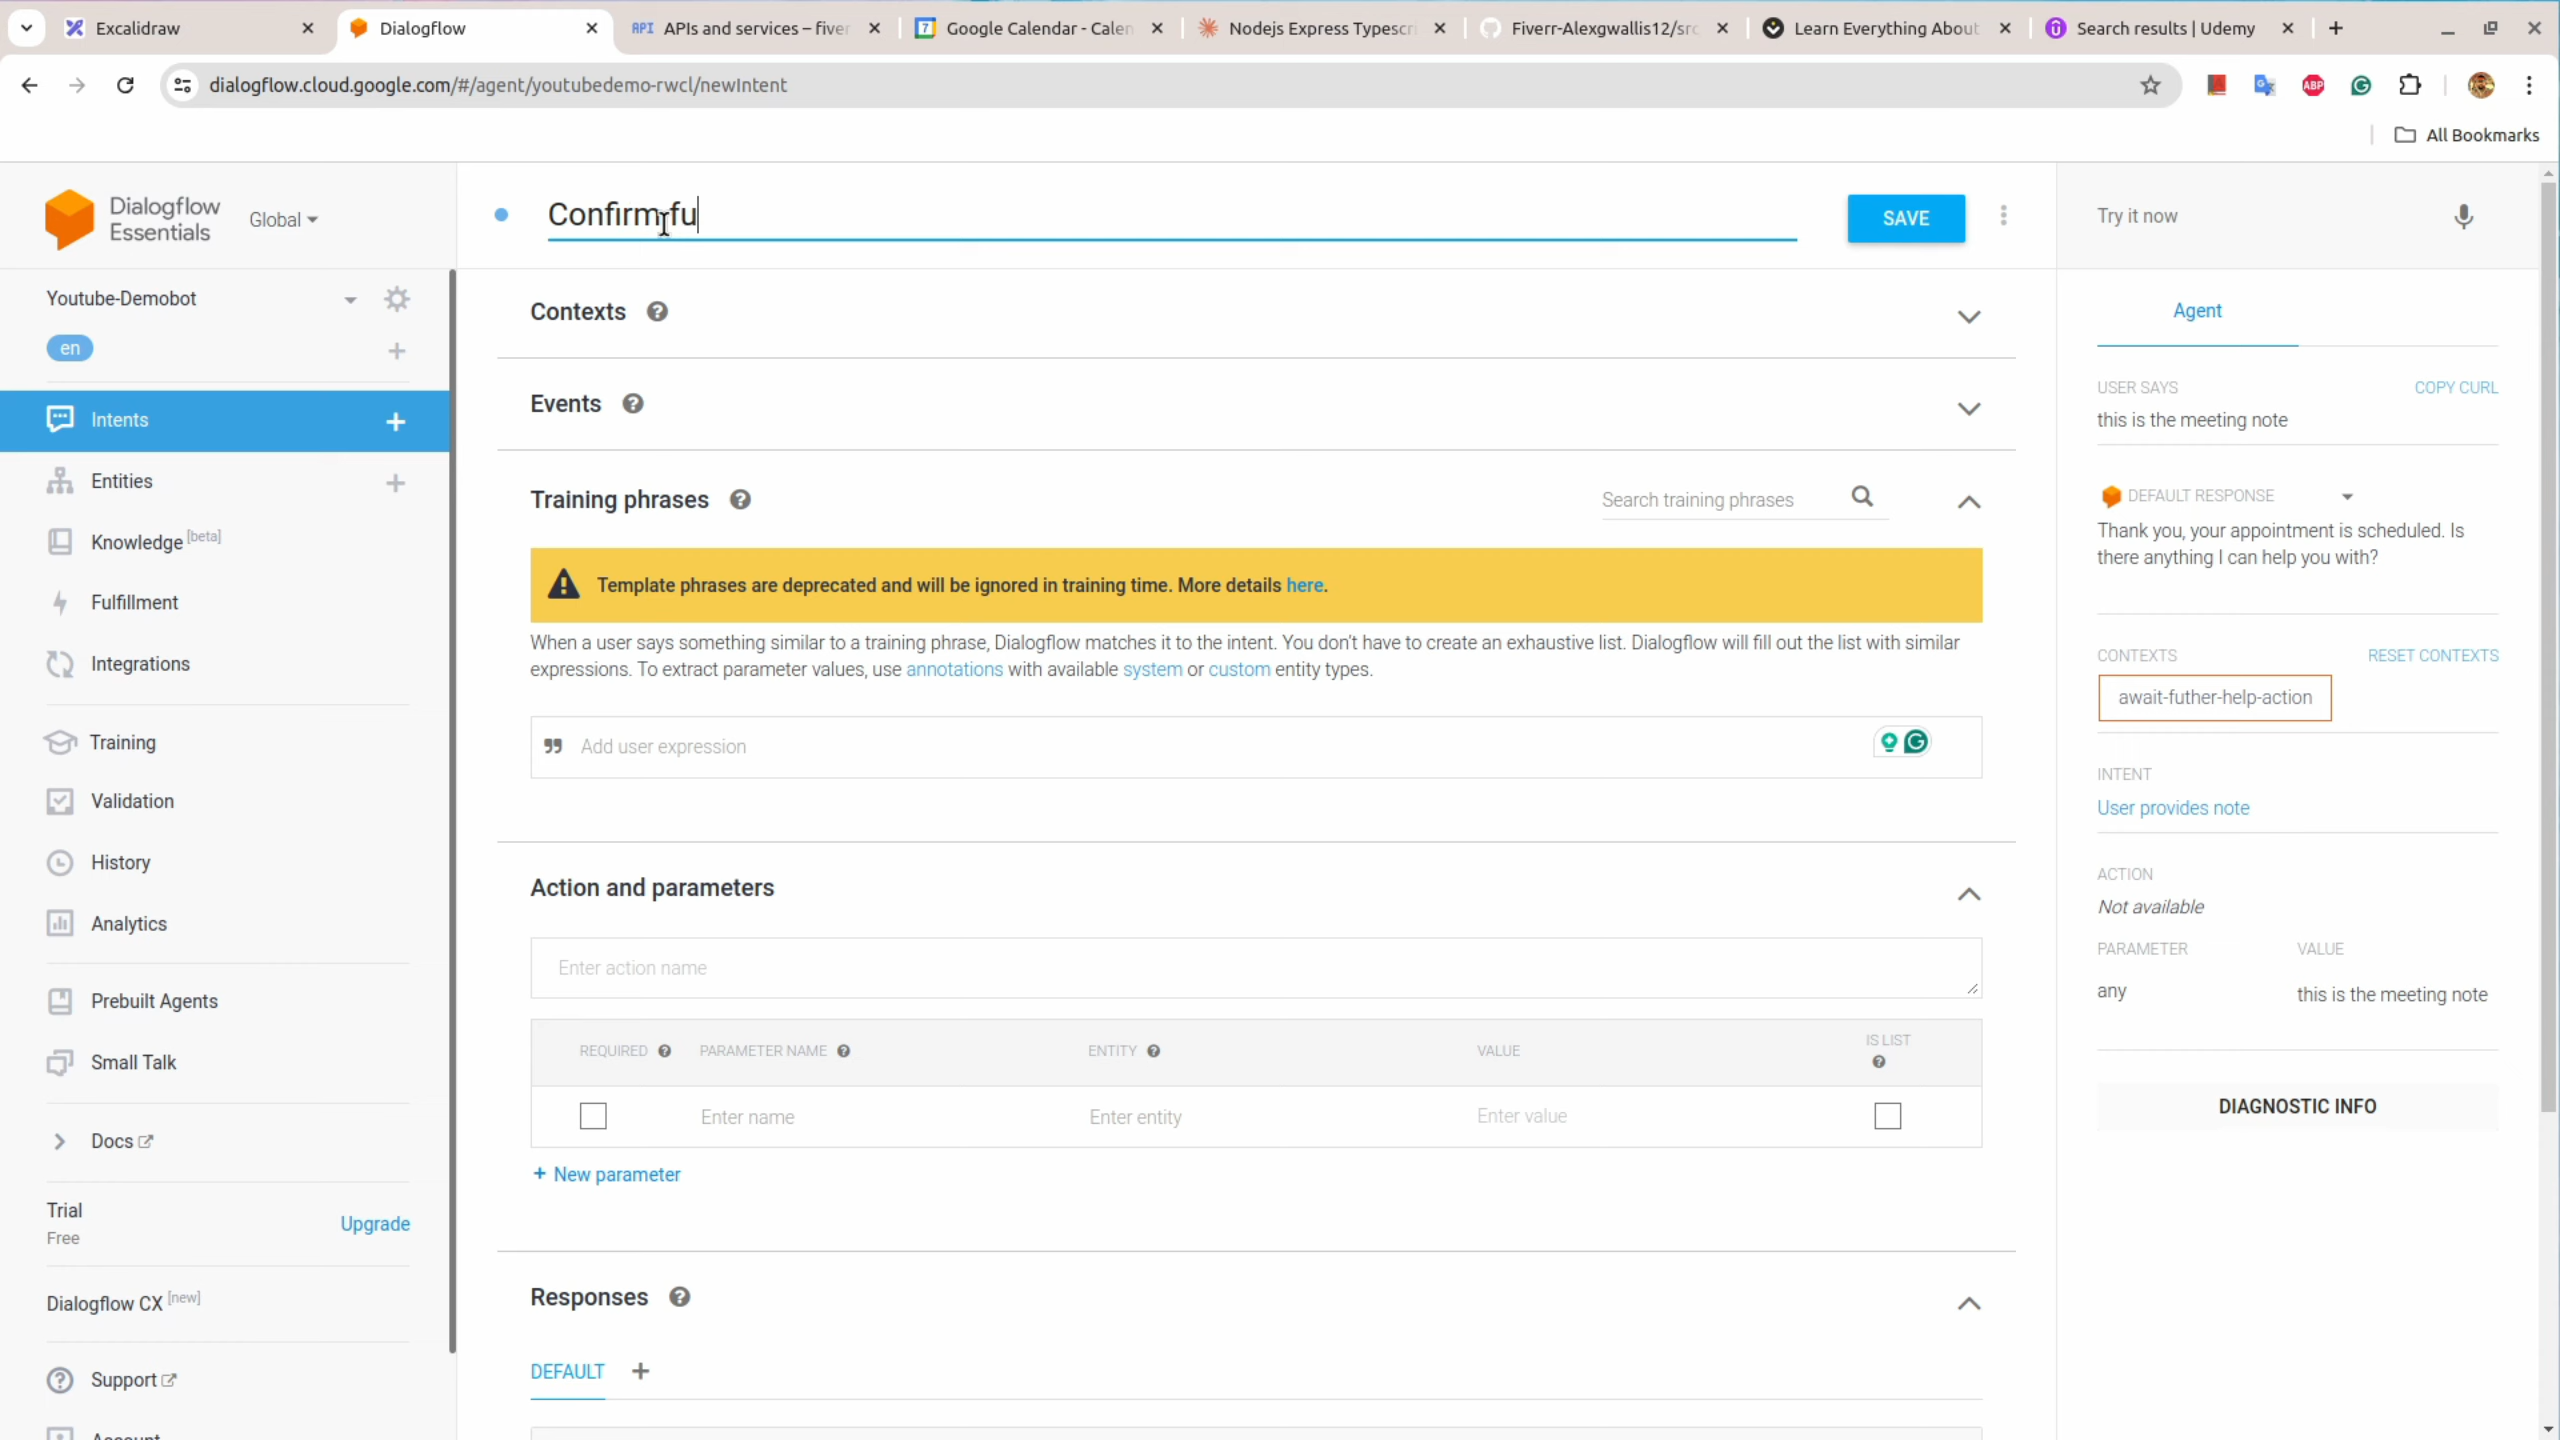 Excalidraw
Dialogflow
API APIs and services – fiver
7 Google Calendar - Calen
Nodejs Express Typescri
Fiverr-Alexgwallis12/src
Learn Everything About
Search results | Udemy
dialogflow.cloud.google.com/#/agent/youtubedemo-rwcl/newIntent
ABP
All Bookmarks
Dialogflow
Essentials
Global
Confirm fu
SAVE
Try it now
Youtube-Demobot
en
Intents
Entities
Knowledge [beta]
Fulfillment
Integrations
Training
Validation
History
Analytics
Prebuilt Agents
Small Talk
Docs
Trial
Free
Upgrade
Dialogflow CX [new]
Support
Contexts
Events
Training phrases
Search training phrases
Template phrases are deprecated and will be ignored in training time. More details here.
When a user says something similar to a training phrase, Dialogflow matches it to the intent. You don't have to create an exhaustive list. Dialogflow will fill out the list with similar
expressions. To extract parameter values, use annotations with available system or custom entity types.
Add user expression
Action and parameters
Enter action name
REQUIRED PARAMETER NAME ENTITY VALUE IS LIST
Enter name Enter entity Enter value
+ New parameter
Responses
DEFAULT
Agent
USER SAYS COPY CURL
this is the meeting note
DEFAULT RESPONSE
Thank you, your appointment is scheduled. Is
there anything I can help you with?
CONTEXTS RESET CONTEXTS
await-futher-help-action
INTENT
User provides note
ACTION
Not available
PARAMETER VALUE
any this is the meeting note
DIAGNOSTIC INFO